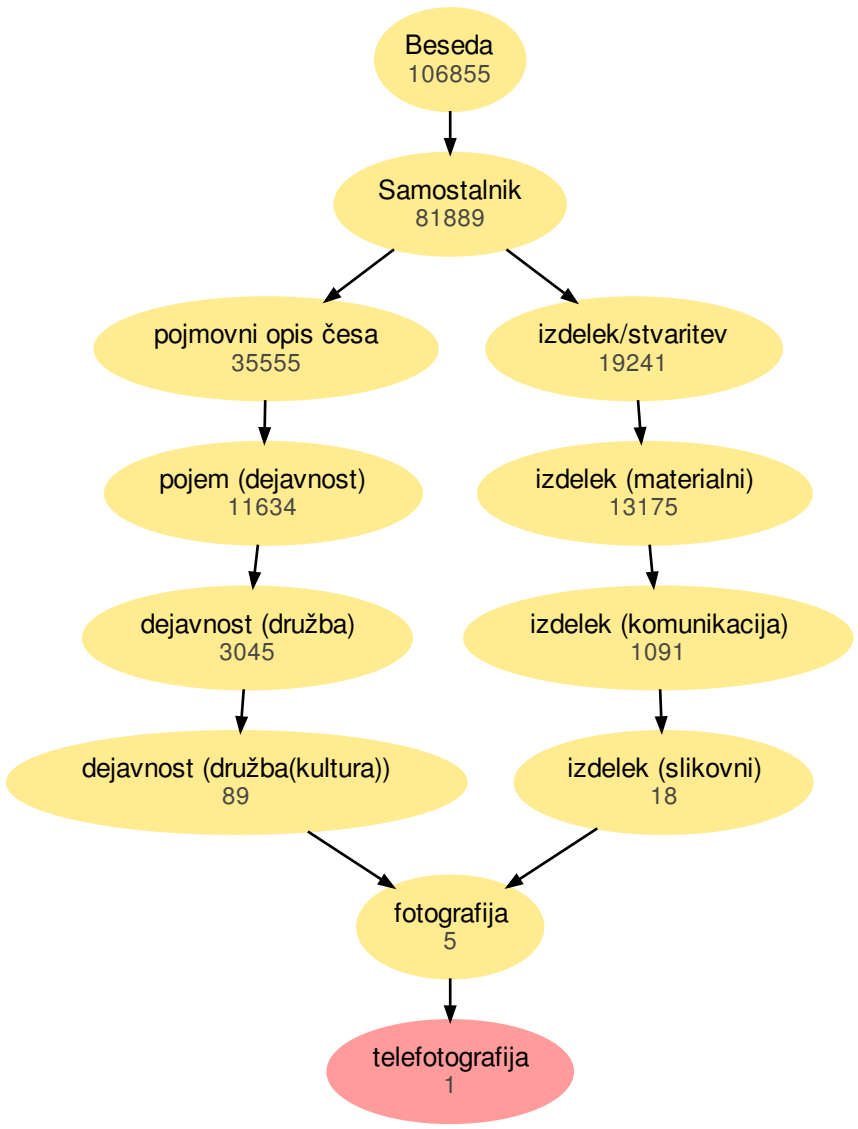 Beseda
106855
Samostalnik
81889
pojmovni opis česa
35555
izdelek/stvaritev
19241
pojem (dejavnost)
11634
izdelek (materialni)
13175
dejavnost (družba)
3045
izdelek (komunikacija)
1091
dejavnost (družba(kultura))
89
izdelek (slikovni)
18
fotografija
5
telefotografija
1